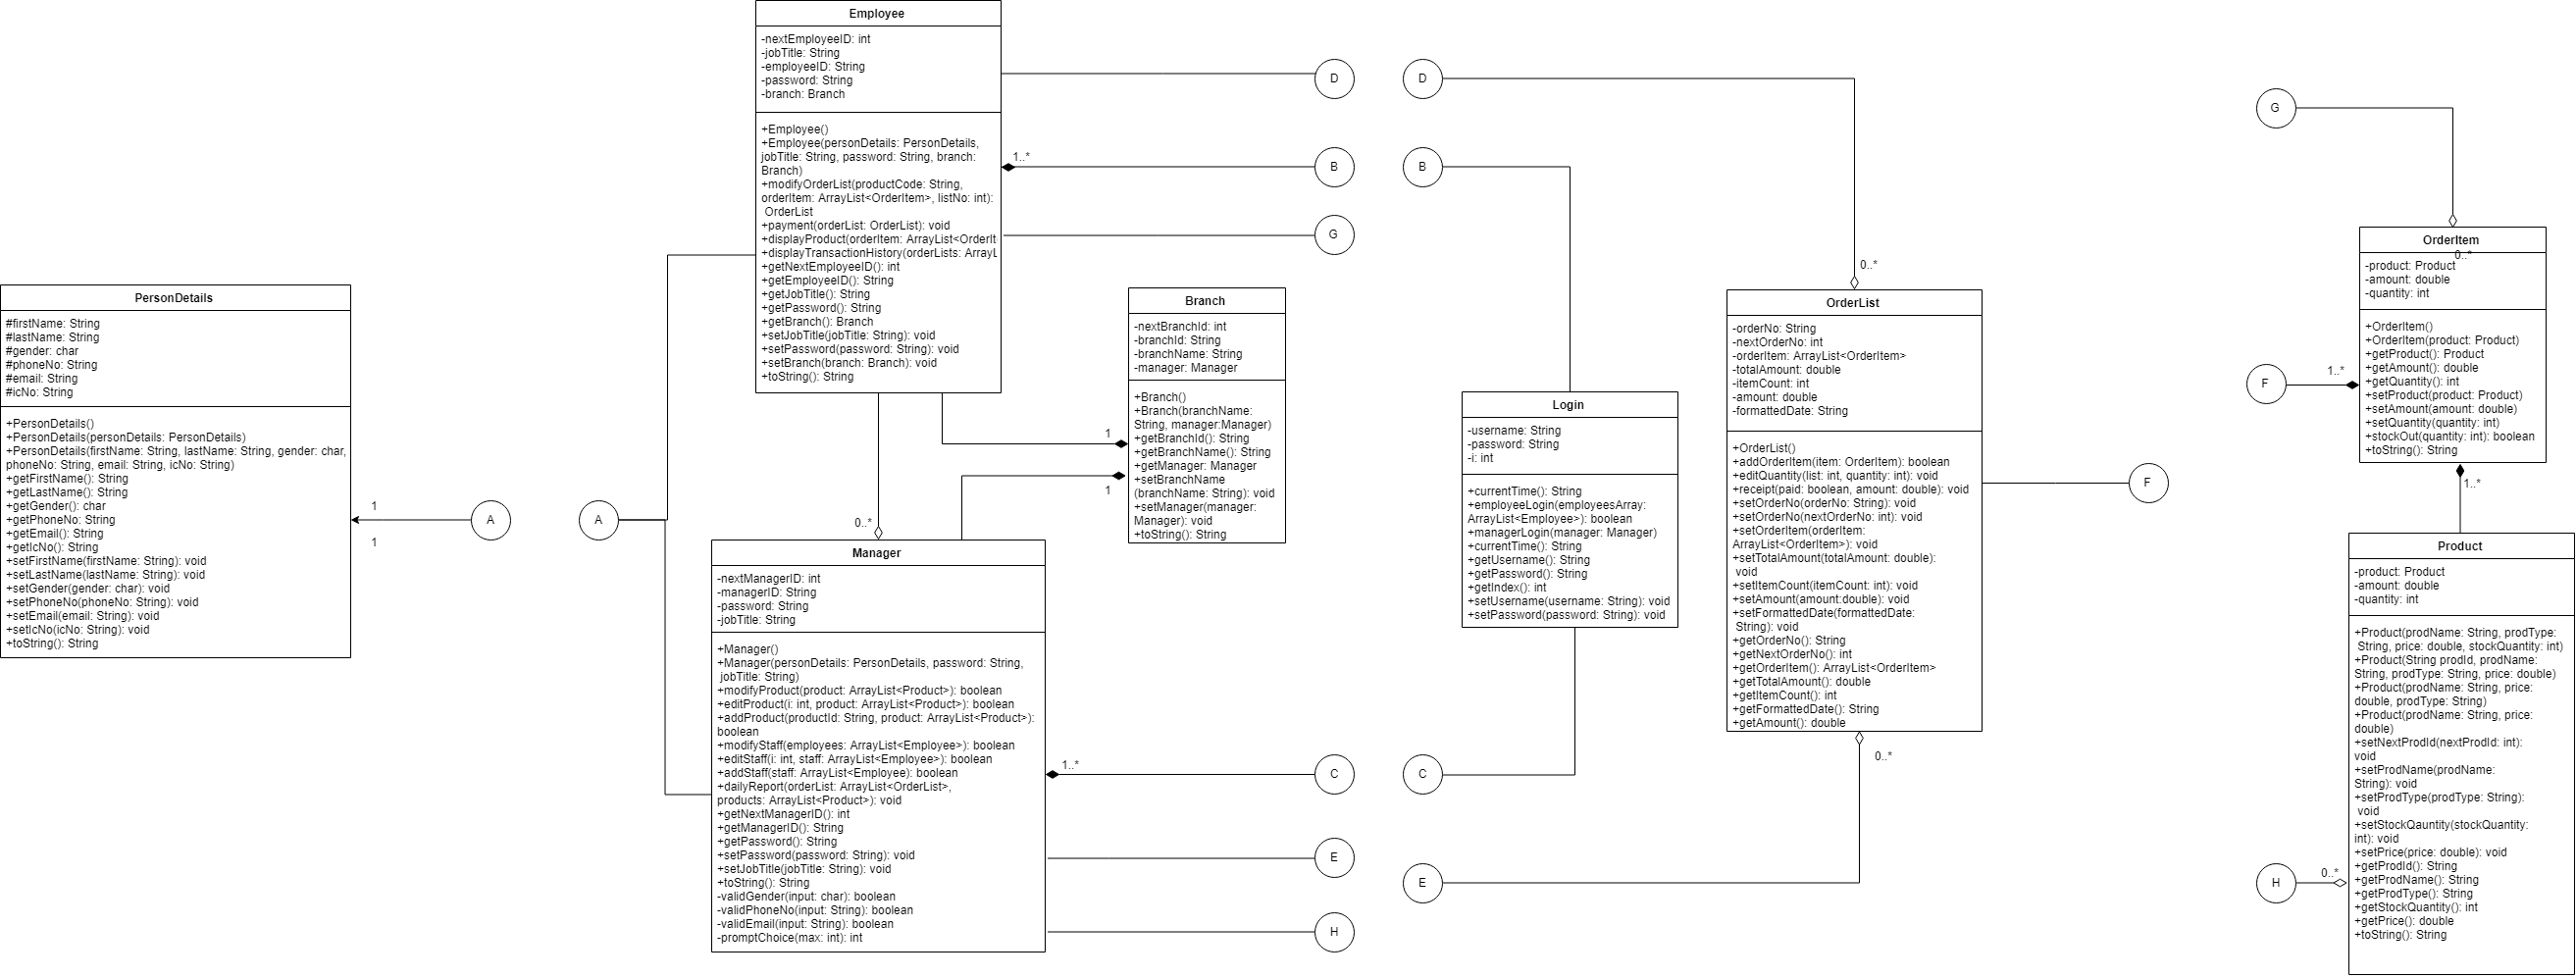 Employee
-nextEmployeeID: int
-jobTitle: String
-employeeID: String
-password: String
-branch: Branch
+Employee()
+Employee(personDetails: PersonDetails,
jobTitle: String, password: String, branch:
Branch)
+modifyOrderList(productCode: String,
orderItem: ArrayList<OrderItem>, listNo: int):
OrderList
+payment(orderList: OrderList): void
+displayProduct(orderItem: ArrayList<OrderIt
+displayTransactionHistory(orderLists: ArrayL
+getNextEmployeeID(): int
+getEmployeeID(): String
+getJobTitle(): String
+getPassword(): String
+getBranch(): Branch
+setJobTitle(jobTitle: String): void
+setPassword(password: String): void
+setBranch(branch: Branch): void
+toString(): String
D
1..*
B
G
PersonDetails
#firstName: String
#lastName: String
#gender: char
#phoneNo: String
#email: String
#icNo: String
+PersonDetails()
+PersonDetails(personDetails: PersonDetails)
+PersonDetails(firstName: String, lastName: String, gender: char,
phoneNo: String, email: String, icNo: String)
+getFirstName(): String
+getLastName(): String
+getGender(): char
+getPhoneNo: String
+getEmail(): String
+getIcNo(): String
+setFirstName(firstName: String): void
+setLastName(lastName: String): void
+setGender(gender: char): void
+setPhoneNo(phoneNo: String): void
+setEmail(email: String): void
+setIcNo(icNo: String): void
+toString(): String
1
1
A
A
Branch
-nextBranchId: int
-branchId: String
-branchName: String
-manager: Manager
+Branch()
+Branch(branchName:
String, manager:Manager)
+getBranchId(): String
+getBranchName(): String
+getManager: Manager
+setBranchName
(branchName: String): void
+setManager(manager:
Manager): void
+toString(): String
1
1
0..*
Manager
-nextManagerID: int
-managerID: String
-password: String
-jobTitle: String
+Manager()
+Manager(personDetails: PersonDetails, password: String,
jobTitle: String)
+modifyProduct(product: ArrayList<Product>): boolean
+editProduct(i: int, product: ArrayList<Product>): boolean
+addProduct(productId: String, product: ArrayList<Product>):
boolean
+modifyStaff(employees: ArrayList<Employee>): boolean
+editStaff(i: int, staff: ArrayList<Employee>): boolean
+addStaff(staff: ArrayList<Employee): boolean
+dailyReport(orderList: ArrayList<OrderList>,
products: ArrayList<Product>): void
+getNextManagerID(): int
+getManagerID(): String
+getPassword(): String
+setPassword(password: String): void
+setJobTitle(jobTitle: String): void
+toString(): String
-validGender(input: char): boolean
-validPhoneNo(input: String): boolean
-validEmail(input: String): boolean
-promptChoice(max: int): int
1..*
C
E
H
D
B
Login
-username: String
-password: String
-i: int
+currentTime(): String
+employeeLogin(employeesArray:
ArrayList<Employee>): boolean
+managerLogin(manager: Manager)
+currentTime(): String
+getUsername(): String
+getPassword(): String
+getIndex(): int
+setUsername(username: String): void
+setPassword(password: String): void
C
E
0..*
OrderList
-orderNo: String
-nextOrderNo: int
-orderItem: ArrayList<OrderItem>
-totalAmount: double
-itemCount: int
-amount: double
-formattedDate: String
+OrderList()
+addOrderItem(item: OrderItem): boolean
+editQuantity(list: int, quantity: int): void
+receipt(paid: boolean, amount: double): void
+setOrderNo(orderNo: String): void
+setOrderNo(nextOrderNo: int): void
+setOrderItem(orderItem:
ArrayList<OrderItem>): void
+setTotalAmount(totalAmount: double):
void
+setItemCount(itemCount: int): void
+setAmount(amount:double): void
+setFormattedDate(formattedDate:
String): void
+getOrderNo(): String
+getNextOrderNo(): int
+getOrderItem(): ArrayList<OrderItem>
+getTotalAmount(): double
+getItemCount(): int
+getFormattedDate(): String
+getAmount(): double
0..*
F
G
OrderItem
0..*
-product: Product
-amount: double
-quantity: int
+OrderItem()
+OrderItem(product: Product)
+getProduct(): Product
+getAmount(): double
+getQuantity(): int
+setProduct(product: Product)
+setAmount(amount: double)
+setQuantity(quantity: int)
+stockOut(quantity: int): boolean
+toString(): String
F
1..*
1..*
Product
-product: Product
-amount: double
-quantity: int
+Product(prodName: String, prodType:
String, price: double, stockQuantity: int)
+Product(String prodId, prodName:
String, prodType: String, price: double)
+Product(prodName: String, price:
double, prodType: String)
+Product(prodName: String, price:
double)
+setNextProdId(nextProdId: int):
void
+setProdName(prodName:
String): void
+setProdType(prodType: String):
void
+setStockQauntity(stockQuantity:
int): void
+setPrice(price: double): void
+getProdId(): String
+getProdName(): String
+getProdType(): String
+getStockQuantity(): int
+getPrice(): double
+toString(): String
H
0..*